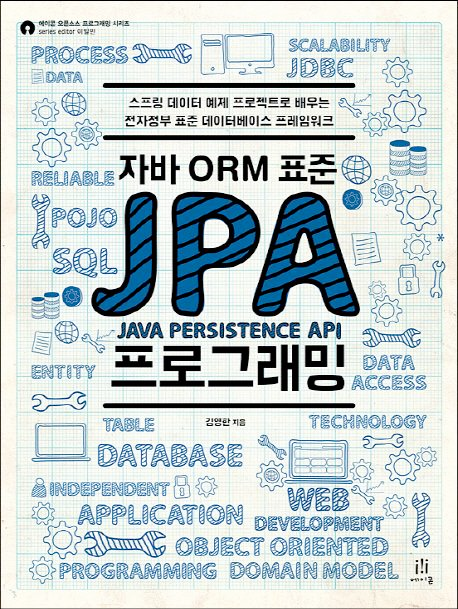 에이콘 오픈소스 프로그래밍 시리즈
series editor 이일민
PROCESS
SCALABILITY
JDBC
DATA
스프링 데이터 예제 프로젝트로 배우는
전자정부 표준 데이터베이스 프레임워크
자바 ORM 표준
RELIABLE
JPA
POJO
SQL
JAVA PERSISTENCE API
프로그래밍
ENTITY
DATA
ACCESS
김영한 지음
TABLE
TECHNOLOGY
DATABASE
INDEPENDENT
WEB
APPLICATION
DEVELOPMENT
OBJECT ORIENTED
PROGRAMMING
DOMAIN MODEL
에이콘